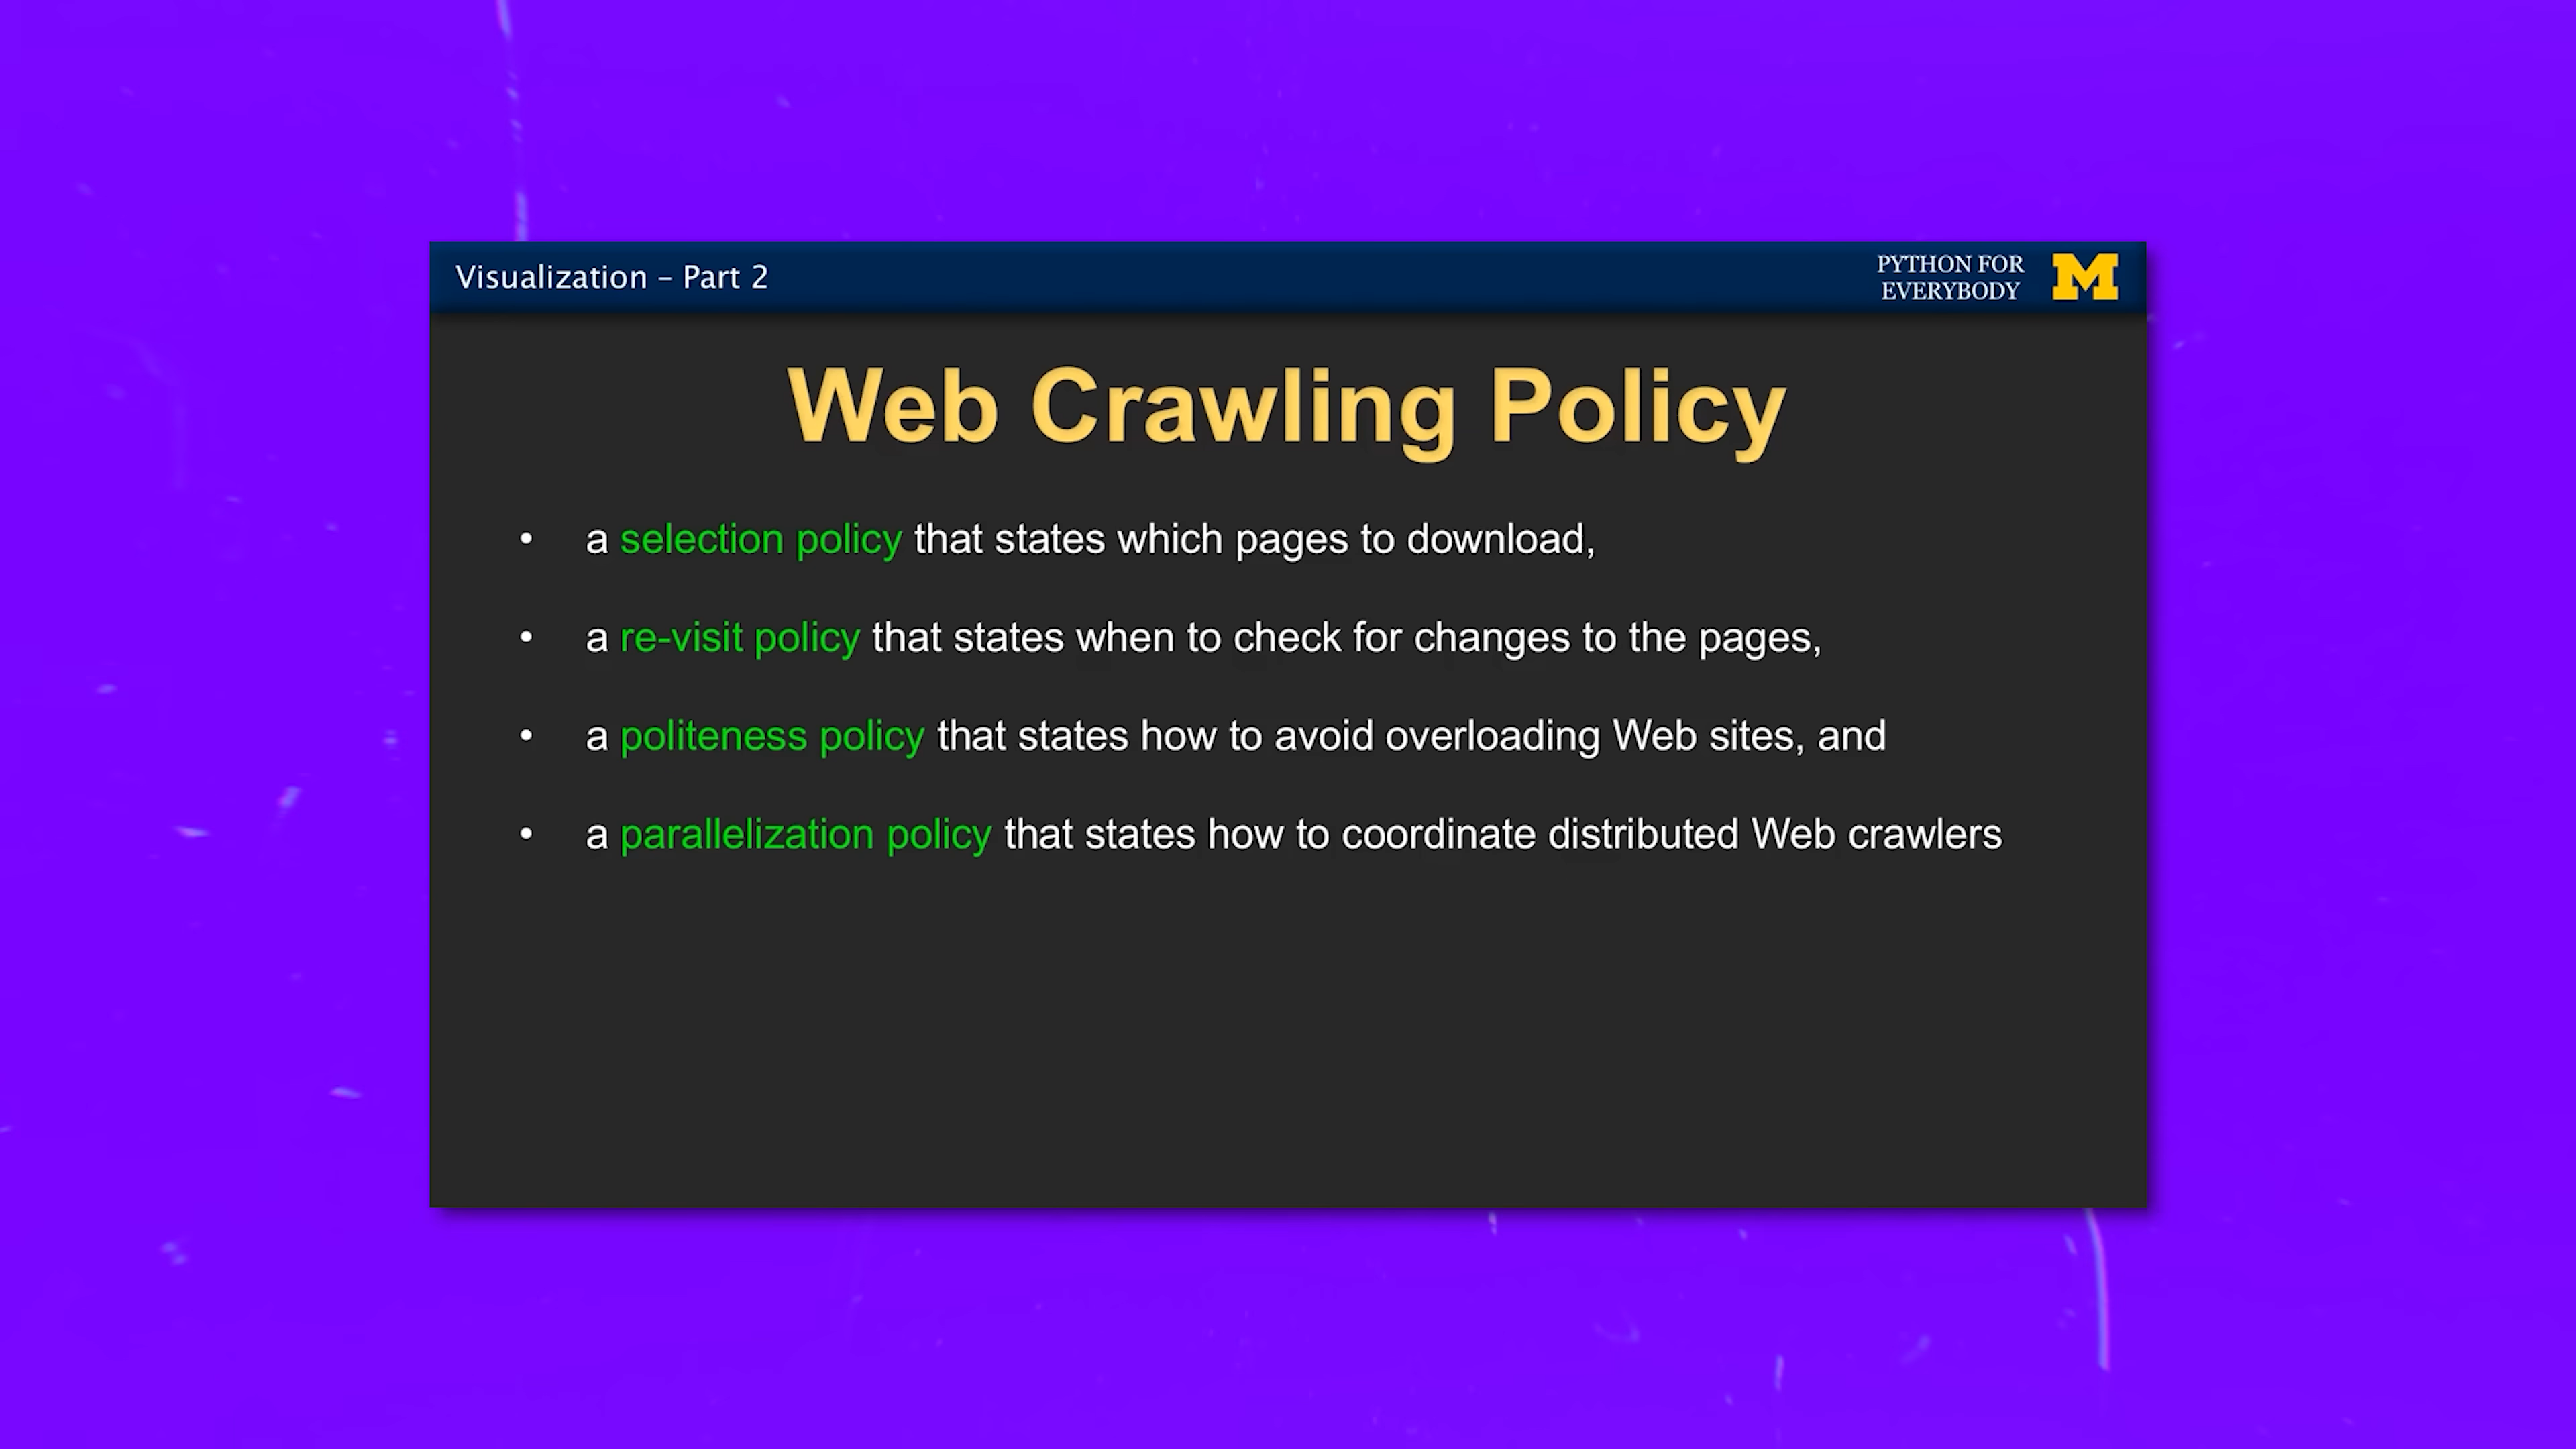 Visualization – Part 2
PYTHON FOR
EVERYBODY
M
Web Crawling Policy
• a selection policy that states which pages to download,
• a re-visit policy that states when to check for changes to the pages,
• a politeness policy that states how to avoid overloading Web sites, and
• a parallelization policy that states how to coordinate distributed Web crawlers